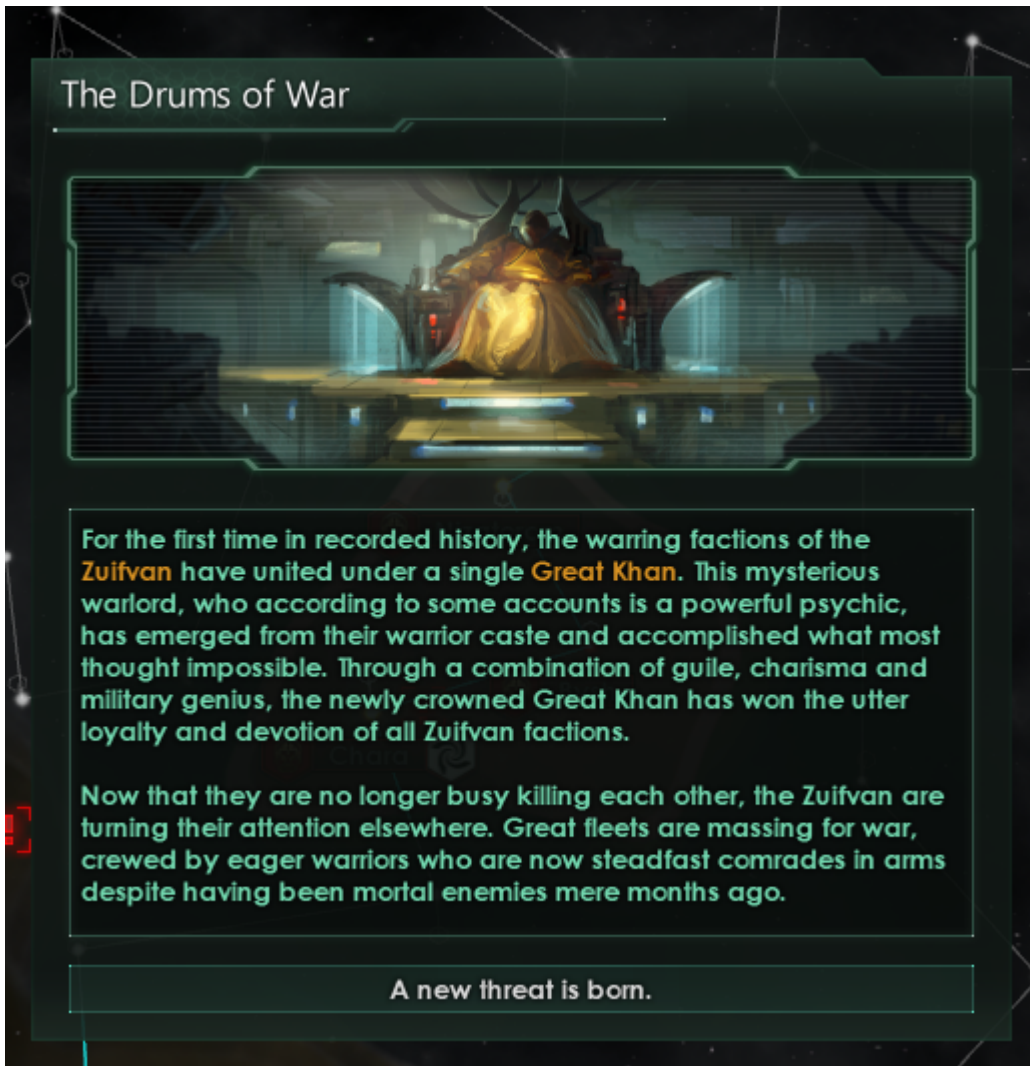 The Drums of War
For the first time in recorded history, the warring factions of the
Zuifvan have united under a single Great Khan. This mysterious
warlord, who according to some accounts is a powerful psychic,
has emerged from their warrior caste and accomplished what most
thought impossible. Through a combination of guile, charisma and
military genius, the newly crowned Great Khan has won the utter
loyalty and devotion of all Zuifvan factions.
Chara
Now that they are no longer busy killing each other, the Zuifvan are
turning their attention elsewhere. Great fleets are massing for war,
crewed by eager warriors who are now steadfast comrades in arms
despite having been mortal enemies mere months ago.
A new threat is born.